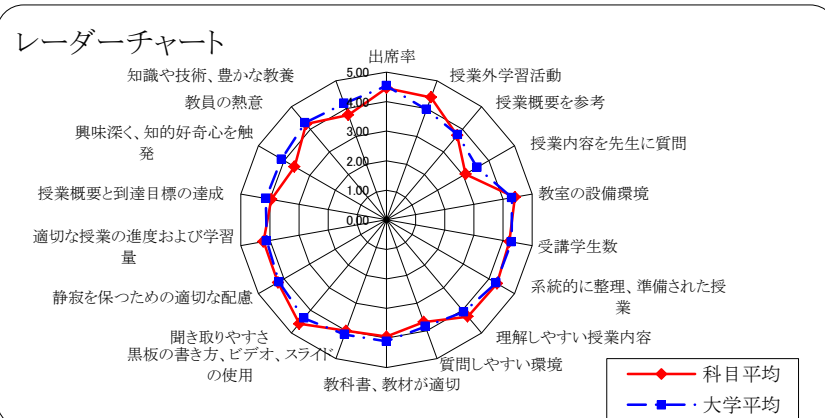 レーダーチャート
出席率
授業外学習活動
授業概要を参考
授業内容を先生に質問
教室の設備環境
受講学生数
系統的に整理、準備された授
業
理解しやすい授業内容
質問しやすい環境
教科書、教材が適切
黒板の書き方、ビデオ、スライド
の使用
聞き取りやすさ
静寂を保つための適切な配慮
適切な授業の進度および学習
量
授業概要と到達目標の達成
興味深く、知的好奇心を触
発
教員の熱意
知識や技術、豊かな教養
5.00
4.00
3.00
2.00
1.00
0.00
科目平均
大学平均